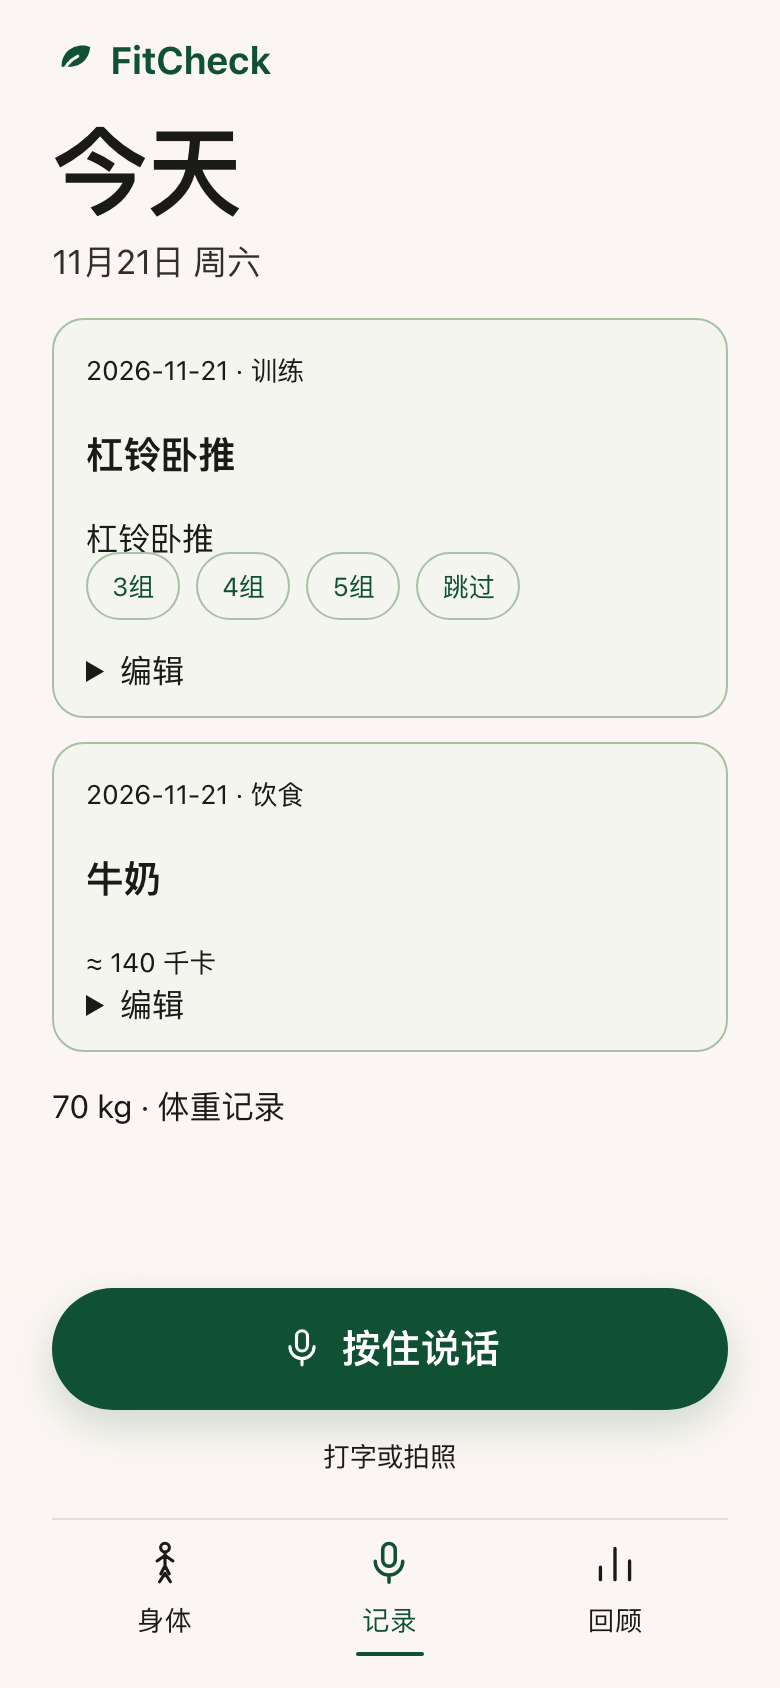 FitCheck
今天
11月21日 周六
2026-11-21 · 训练
杠铃卧推
杠铃卧推
3组 4组 5组 跳过
▶ 编辑
2026-11-21 · 饮食
牛奶
≈ 140 千卡
▶ 编辑
70 kg · 体重记录
按住说话
打字或拍照
身体 记录 回顾